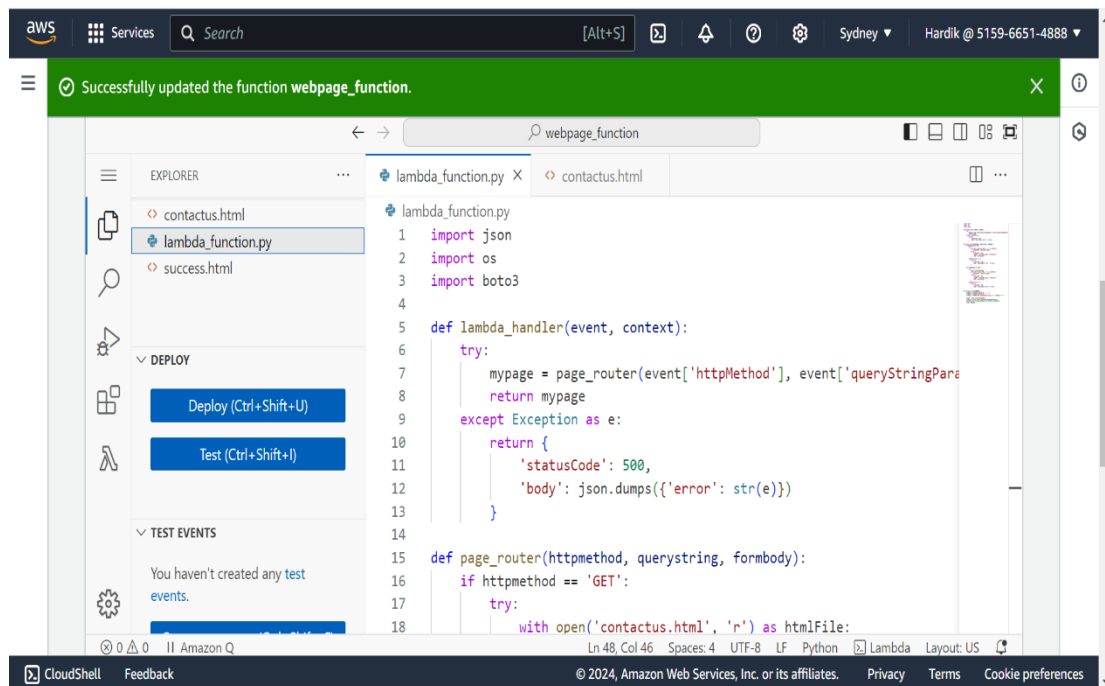 aws
Services
Search
[Alt+S]
Sydney ▼
Hardik @ 5159-6651-4888 ▼
Successfully updated the function webpage_function.
webpage_function
EXPLORER
contactus.html
lambda_function.py
success.html
DEPLOY
Deploy (Ctrl+Shift+U)
Test (Ctrl+Shift+I)
TEST EVENTS
You haven't created any test
events.
lambda_function.py
contactus.html
lambda_function.py
1 import json
2 import os
3 import boto3
4
5 def lambda_handler(event, context):
6     try:
7         mypage = page_router(event['httpMethod'], event['queryStringPara
8         return mypage
9     except Exception as e:
10         return {
11             'statusCode': 500,
12             'body': json.dumps({'error': str(e)})
13         }
14
15 def page_router(httpmethod, querystring, formbody):
16     if httpmethod == 'GET':
17         try:
18             with open('contactus.html', 'r') as htmlFile:
0 0 Amazon Q
Ln 48, Col 46 Spaces: 4 UTF-8 LF Python Lambda Layout: US
CloudShell Feedback
© 2024, Amazon Web Services, Inc. or its affiliates. Privacy Terms Cookie preferences